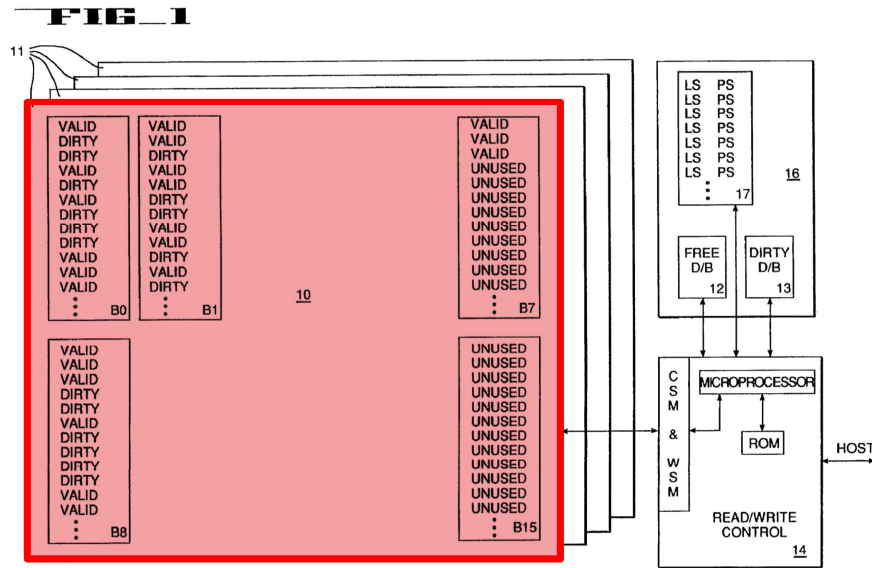 FIG_1
11
VALID
DIRTY
DIRTY
VALID
DIRTY
VALID
DIRTY
DIRTY
DIRTY
VALID
VALID
VALID
B0
VALID
VALID
DIRTY
VALID
VALID
DIRTY
DIRTY
VALID
VALID
DIRTY
VALID
DIRTY
B1
10
VALID
VALID
VALID
UNUSED
UNUSED
UNUSED
UNUSED
UNUSED
UNUSED
UNUSED
UNUSED
UNUSED
B7
VALID
VALID
VALID
DIRTY
DIRTY
VALID
DIRTY
DIRTY
DIRTY
DIRTY
VALID
VALID
B8
UNUSED
UNUSED
UNUSED
UNUSED
UNUSED
UNUSED
UNUSED
UNUSED
UNUSED
UNUSED
UNUSED
UNUSED
B15
LS PS
LS PS
LS PS
LS PS
LS PS
LS PS
LS PS
17
16
FREE
D/B
12
DIRTY
D/B
13
CSM & WSM
MICROPROCESSOR
ROM
HOST
READ/WRITE
CONTROL
14